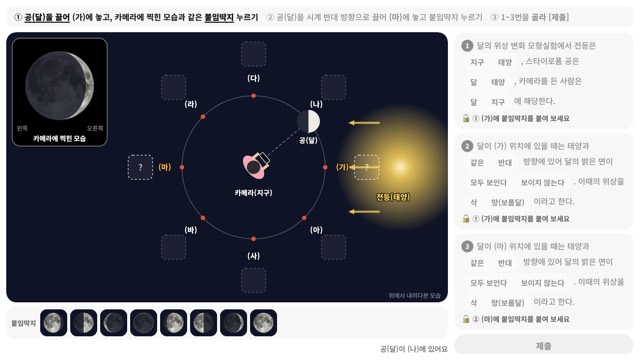 ① 공(달)을 끌어 (가)에 놓고, 카메라에 찍힌 모습과 같은 붙임딱지 누르기 ② 공(달)을 시계 반대 방향으로 끌어 (마)에 놓고 붙임딱지 누르기 ③ 1~3번을 골라 [제출]
왼쪽 오른쪽
카메라에 찍힌 모습
(다)
(라)
(나)
공(달)
?
(마)
카메라(지구)
(가)
?
전등(태양)
(바)
(아)
(사)
위에서 내려다본 모습
붙임딱지
공(달)이 (나)에 있어요
1 달의 위상 변화 모형실험에서 전등은
지구 태양 , 스타이로폼 공은
달 태양 , 카메라를 든 사람은
달 지구 에 해당한다.
① (가)에 붙임딱지를 붙여 보세요
2 달이 (가) 위치에 있을 때는 태양과
같은 반대 방향에 있어 달의 밝은 면이
모두 보인다 보이지 않는다 . 이때의 위상을
삭 망(보름달) 이라고 한다.
① (가)에 붙임딱지를 붙여 보세요
3 달이 (마) 위치에 있을 때는 태양과
같은 반대 방향에 있어 달의 밝은 면이
모두 보인다 보이지 않는다 . 이때의 위상을
삭 망(보름달) 이라고 한다.
② (마)에 붙임딱지를 붙여 보세요
제출